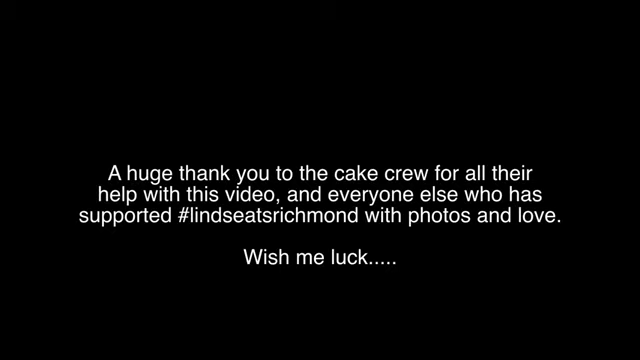 A huge thank you to the cake crew for all their
help with this video, and everyone else who has
supported #lindseatsrichmond with photos and love.
Wish me luck.....